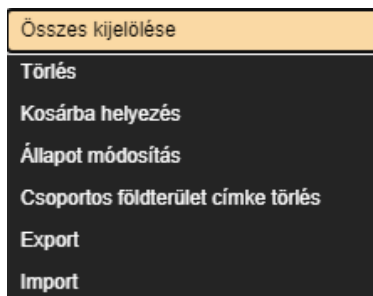 Összes kijelölése
Törlés
Kosárba helyezés
Állapot módosítás
Csoportos földterület címke törlés
Export
Import